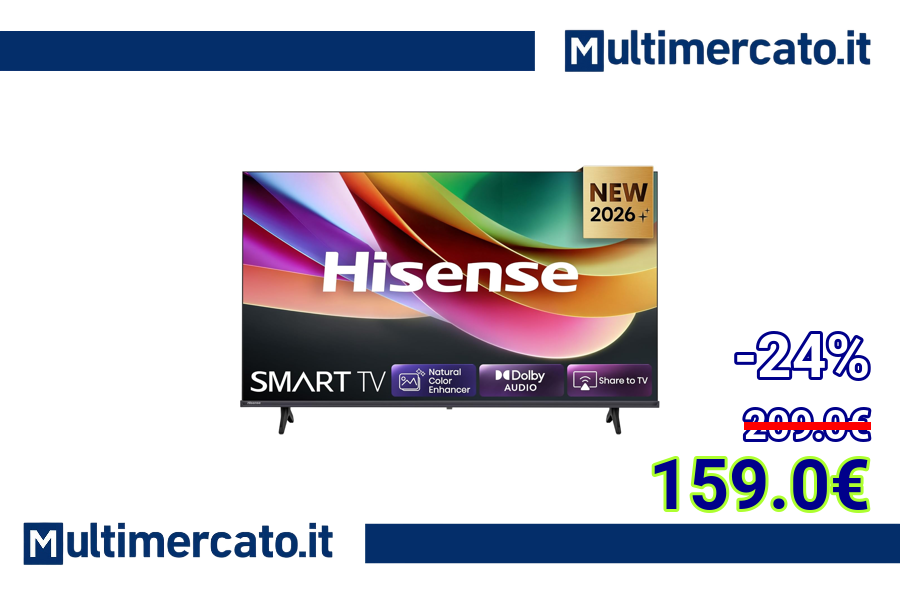 Multimercato.it
NEW
2026
Hisense
SMART TV
Natural
Color
Enhancer
Dolby
AUDIO
Share to TV
-24%
209.0€
159.0€
Multimercato.it